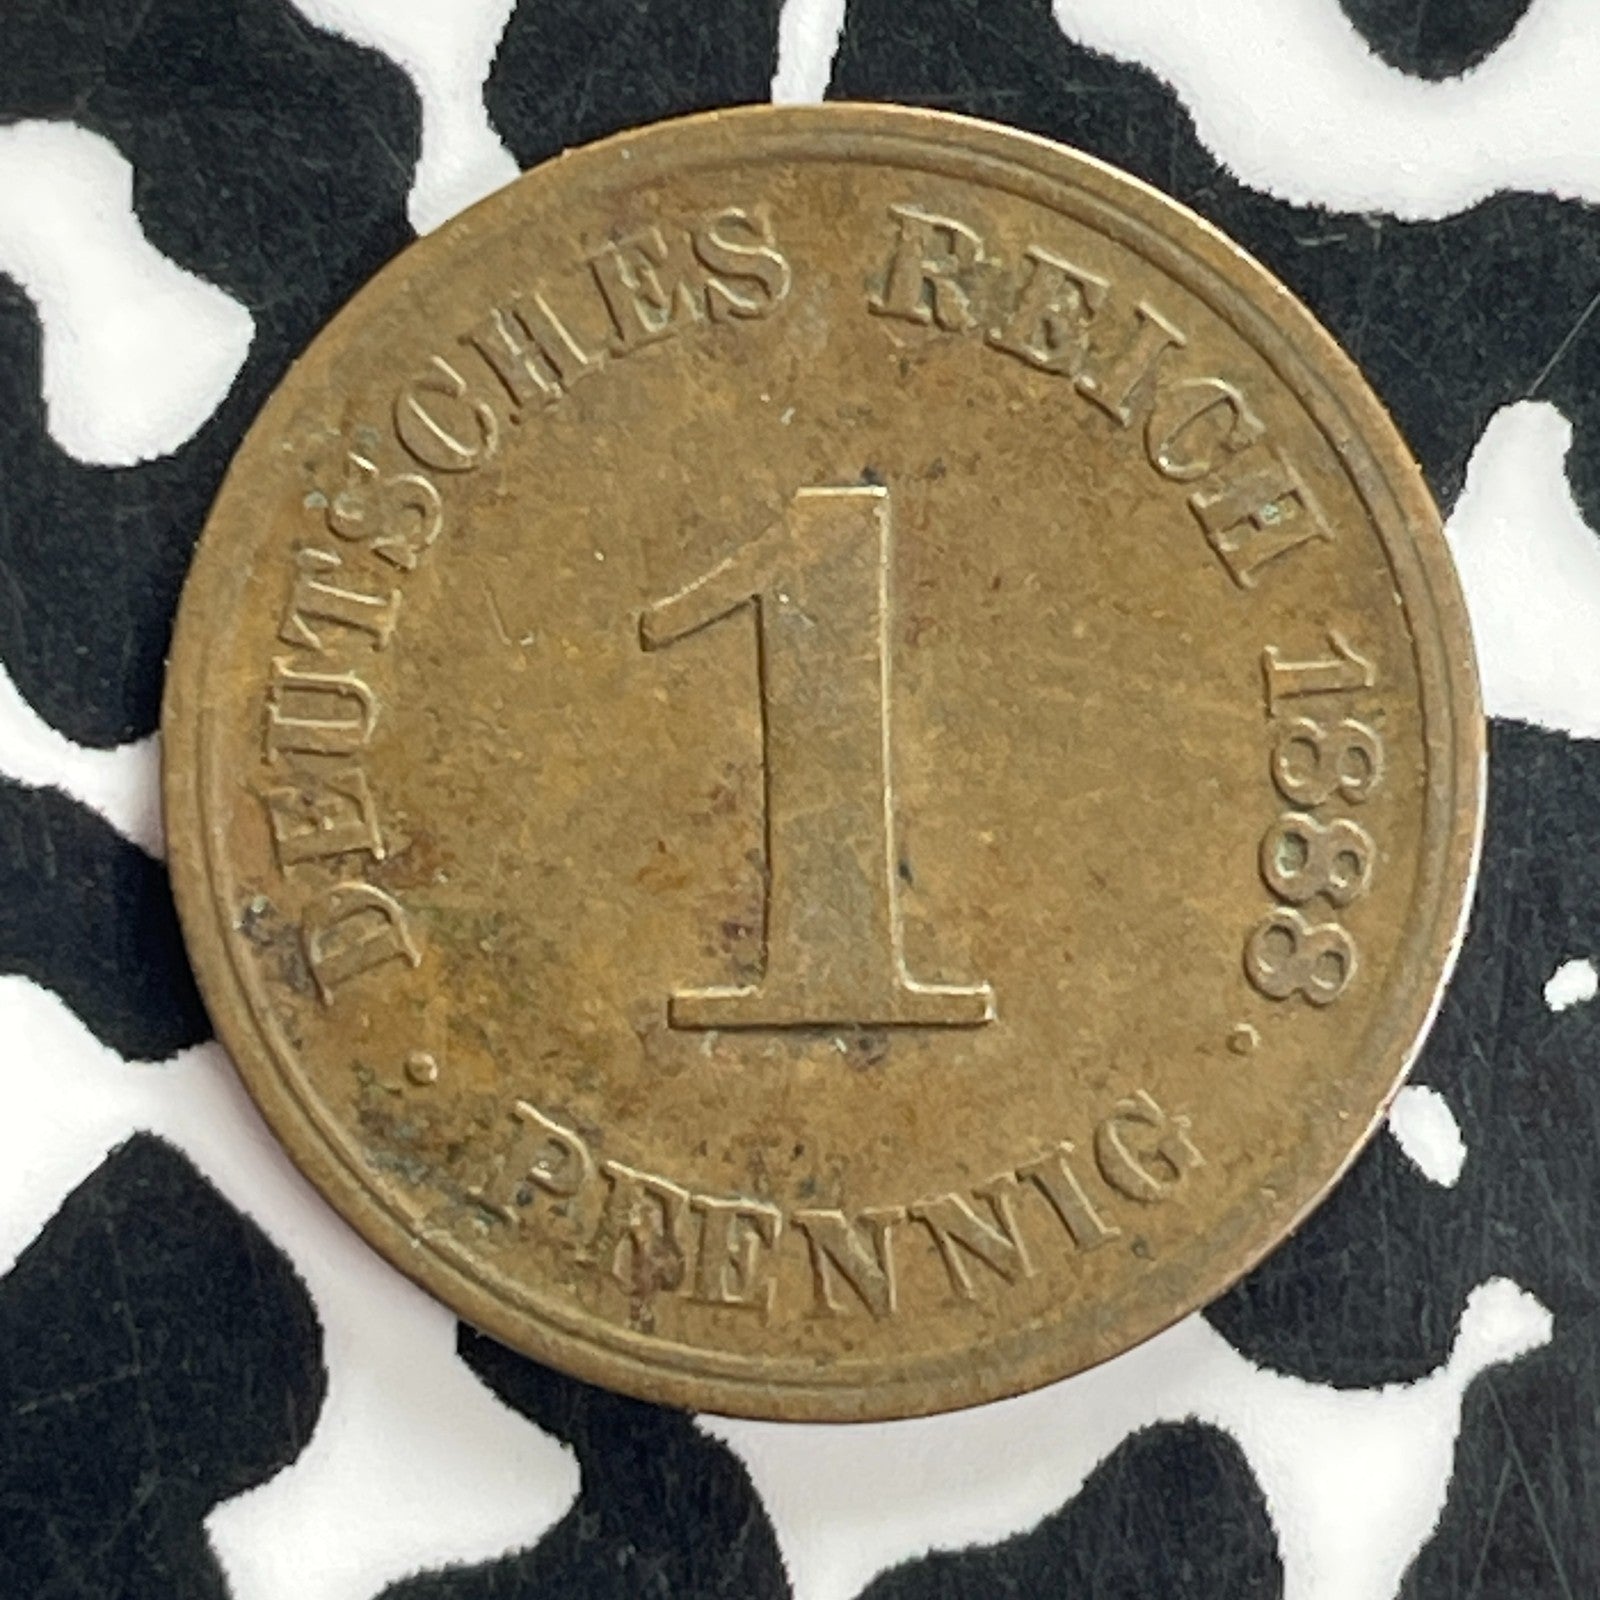 DEUTSCHES REICH 1888
1
· PFENNIG ·